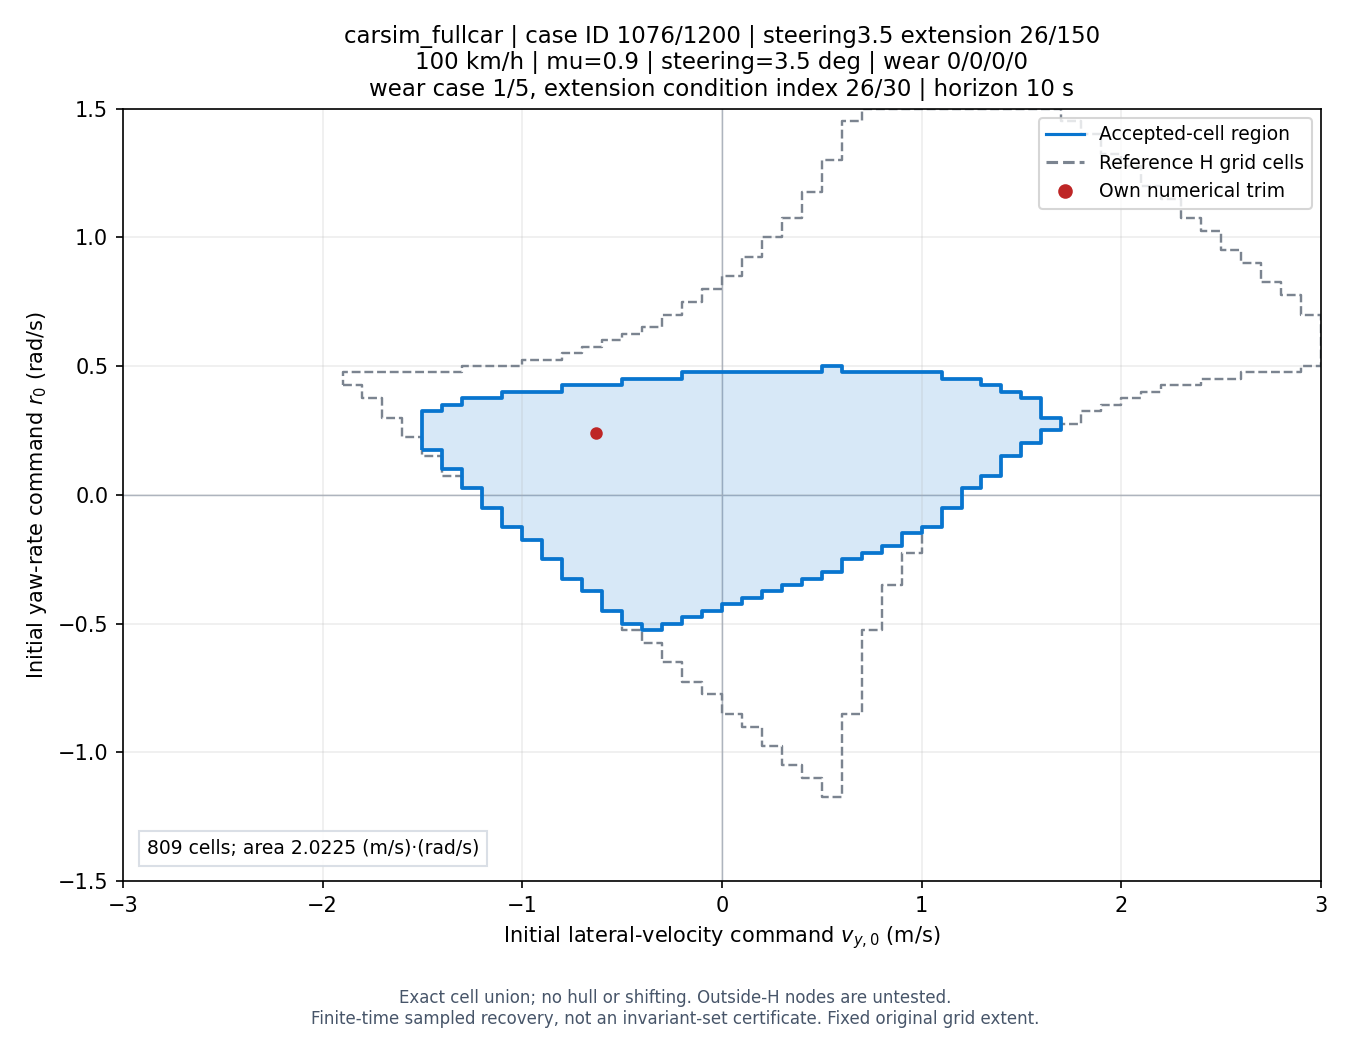 carsim_fullcar | case ID 1076/1200 | steering3.5 extension 26/150
100 km/h | mu=0.9 | steering=3.5 deg | wear 0/0/0/0
wear case 1/5, extension condition index 26/30 | horizon 10 s
Accepted-cell region
Reference H grid cells
Own numerical trim
Initial yaw-rate command r₀ (rad/s)
1.5
1.0
0.5
0.0
−0.5
−1.0
−1.5
809 cells; area 2.0225 (m/s)·(rad/s)
−3
−2
−1
0
1
2
3
Initial lateral-velocity command v_{y,0} (m/s)
Exact cell union; no hull or shifting. Outside-H nodes are untested.
Finite-time sampled recovery, not an invariant-set certificate. Fixed original grid extent.